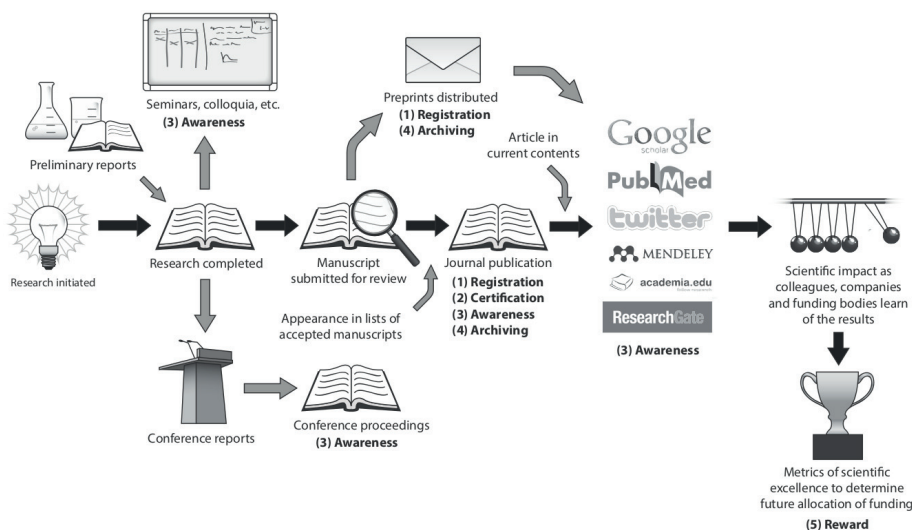 Seminars, colloquia, etc.
(3) Awareness
Preprints distributed
(1) Registration
(4) Archiving
Preliminary reports
Article in
current contents
Google
scholar
PubMed
twitter
MENDELEY
academia.edu
ResearchGate
(3) Awareness
Research initiated
Research completed
Manuscript
submitted for review
Journal publication
(1) Registration
(2) Certification
(3) Awareness
(4) Archiving
Appearance in lists of
accepted manuscripts
Scientific impact as
colleagues, companies
and funding bodies learn
of the results
Conference reports
Conference proceedings
(3) Awareness
Metrics of scientific
excellence to determine
future allocation of funding
(5) Reward